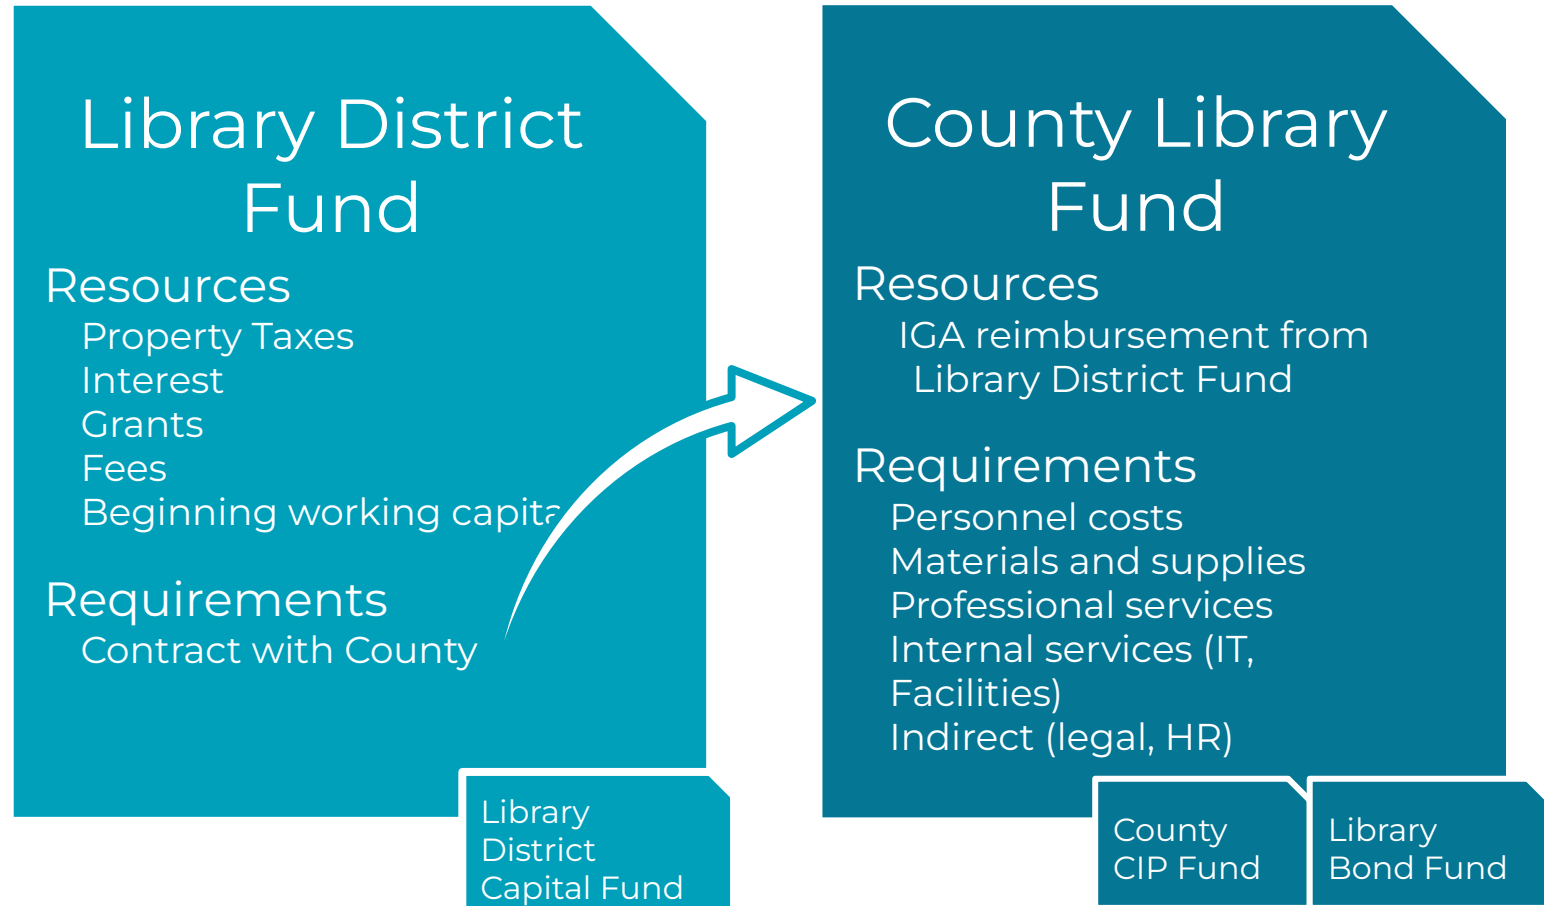 Library District
Fund
Resources
Property Taxes
Interest
Grants
Fees
Beginning working
Requirements
Contract with County
Library
District
Capital Fund
County Library
Fund
Resources
IGA reimbursement from
Library District Fund
Requirements
Personnel costs
Materials and supplies
Professional services
Internal services (IT,
Facilities)
Indirect (legal, HR)
County
CIP Fund
Library
Bond Fund